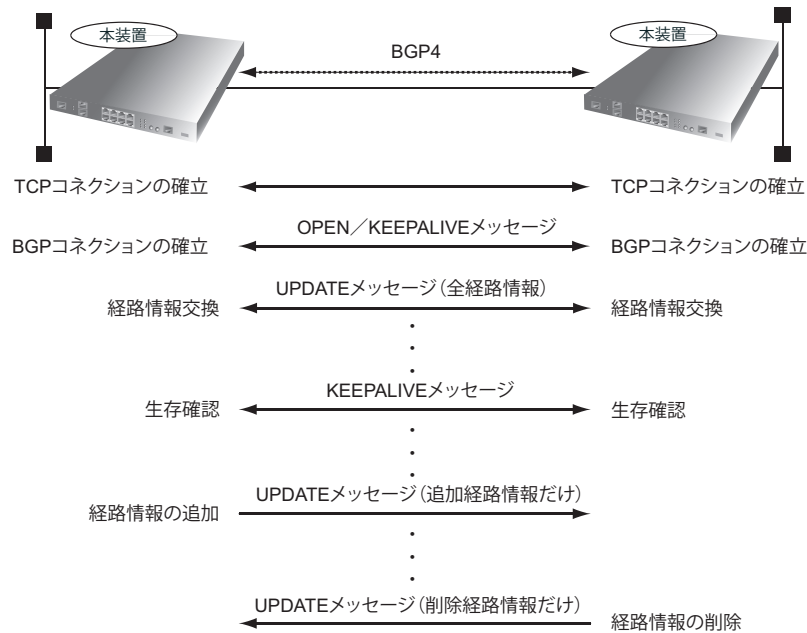 本装置
本装置
BGP4
TCPコネクションの確立
TCPコネクションの確立
OPEN／KEEPALIVEメッセージ
BGPコネクションの確立
BGPコネクションの確立
UPDATEメッセージ（全経路情報）
経路情報交換
経路情報交換
KEEPALIVEメッセージ
生存確認
生存確認
UPDATEメッセージ（追加経路情報だけ）
経路情報の追加
UPDATEメッセージ（削除経路情報だけ）
経路情報の削除